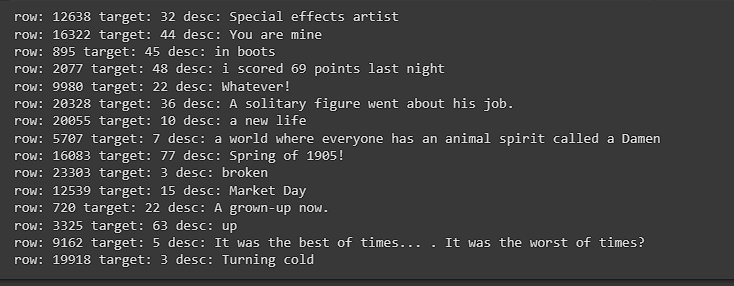 row: 12638 target: 32 desc: Special effects artist
row: 16322 target: 44 desc: You are mine
row: 895 target: 45 desc: in boots
row: 2077 target: 48 desc: i scored 69 points last night
row: 9980 target: 22 desc: Whatever!
row: 20328 target: 36 desc: A solitary figure went about his job.
row: 20055 target: 10 desc: a new life
row: 5707 target: 7 desc: a world where everyone has an animal spirit called a Damen
row: 16083 target: 77 desc: Spring of 1905!
row: 23303 target: 3 desc: broken
row: 12539 target: 15 desc: Market Day
row: 720 target: 22 desc: A grown-up now.
row: 3325 target: 63 desc: up
row: 9162 target: 5 desc: It was the best of times... . It was the worst of times?
row: 19918 target: 3 desc: Turning cold